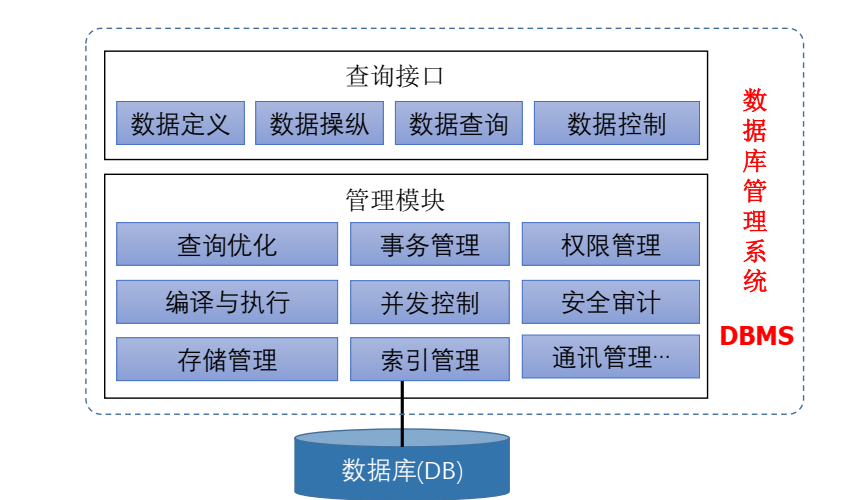 查询接口
数据定义 数据操纵 数据查询 数据控制
管理模块
查询优化 事务管理 权限管理
编译与执行 并发控制 安全审计
存储管理 索引管理 通讯管理…
数据库管理系统
DBMS
数据库(DB)